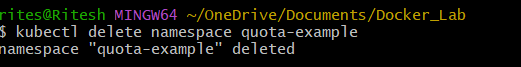 rites@Ritesh MINGW64 ~/OneDrive/Documents/Docker_Lab
$ kubectl delete namespace quota-example
namespace "quota-example" deleted